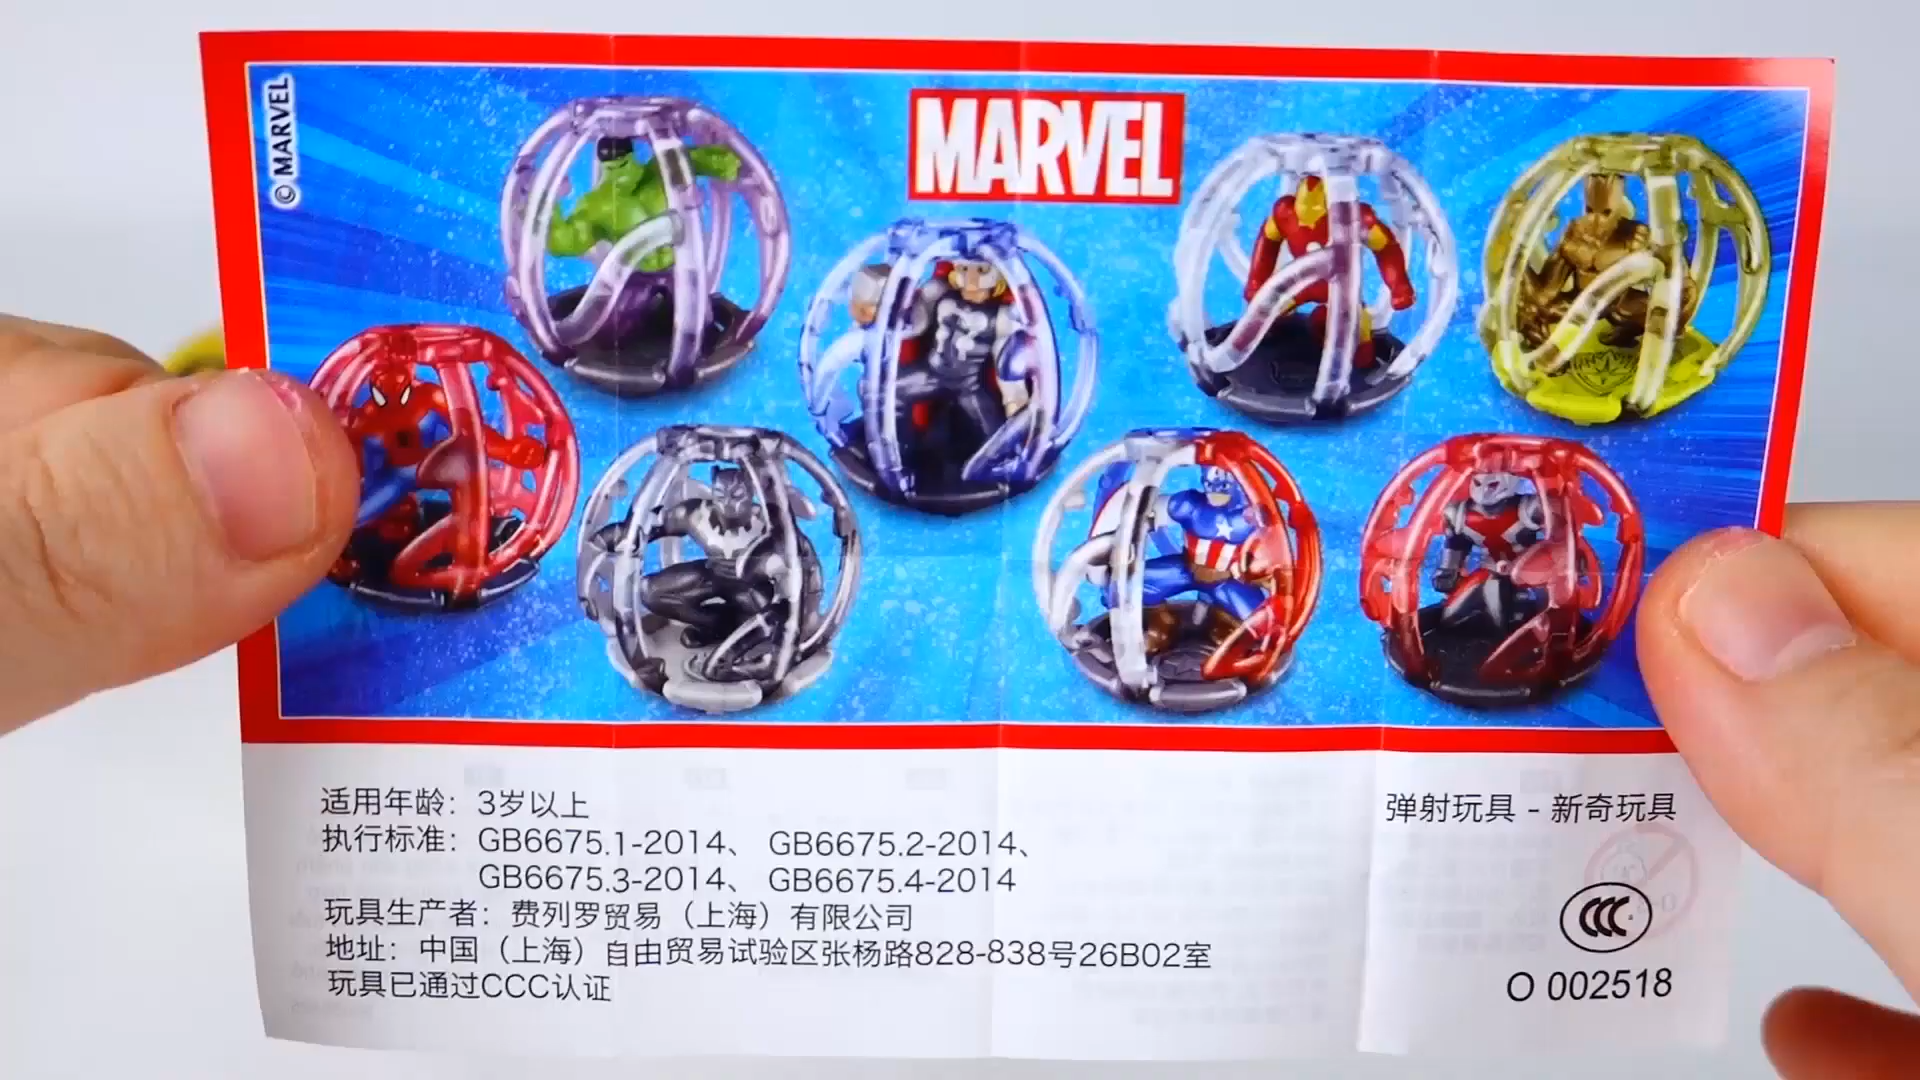 © MARVEL
MARVEL
适用年龄：3岁以上
执行标准：GB6675.1-2014、 GB6675.2-2014、
GB6675.3-2014、 GB6675.4-2014
玩具生产者：费列罗贸易（上海）有限公司
地址：中国（上海）自由贸易试验区张杨路828-838号26B02室
玩具已通过CCC认证
弹射玩具 - 新奇玩具
CCC
O 002518